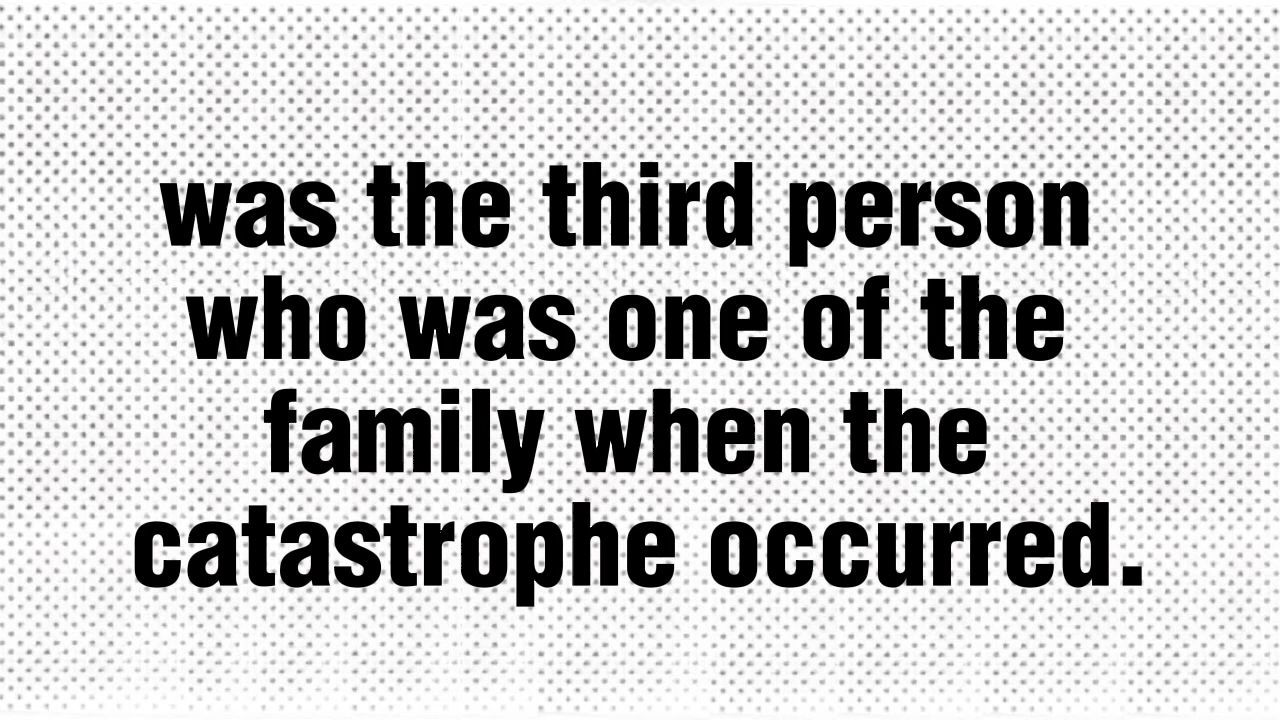 was the third person
who was one of the
family when the
catastrophe occurred.